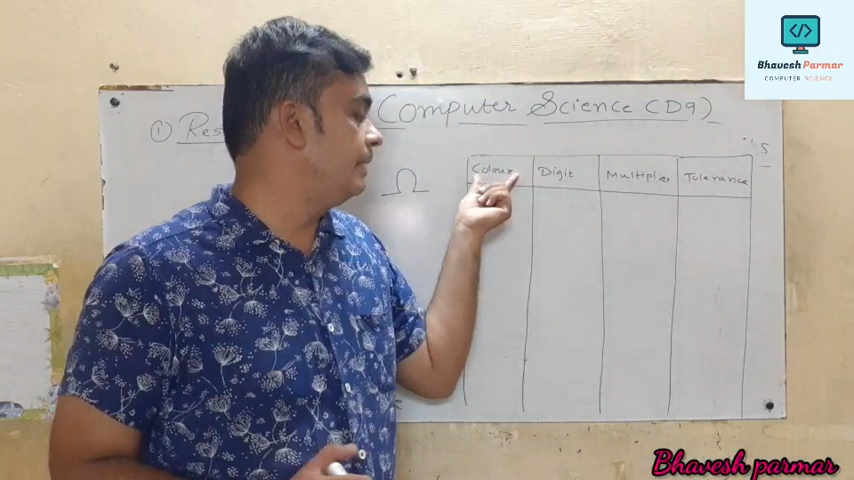 </>
Bhavesh Parmar
COMPUTER SCIENCE
Computer Science (D9)
① Res
Ω
S
Colour Digit Multiplier Tolerance
Bhavesh parmar